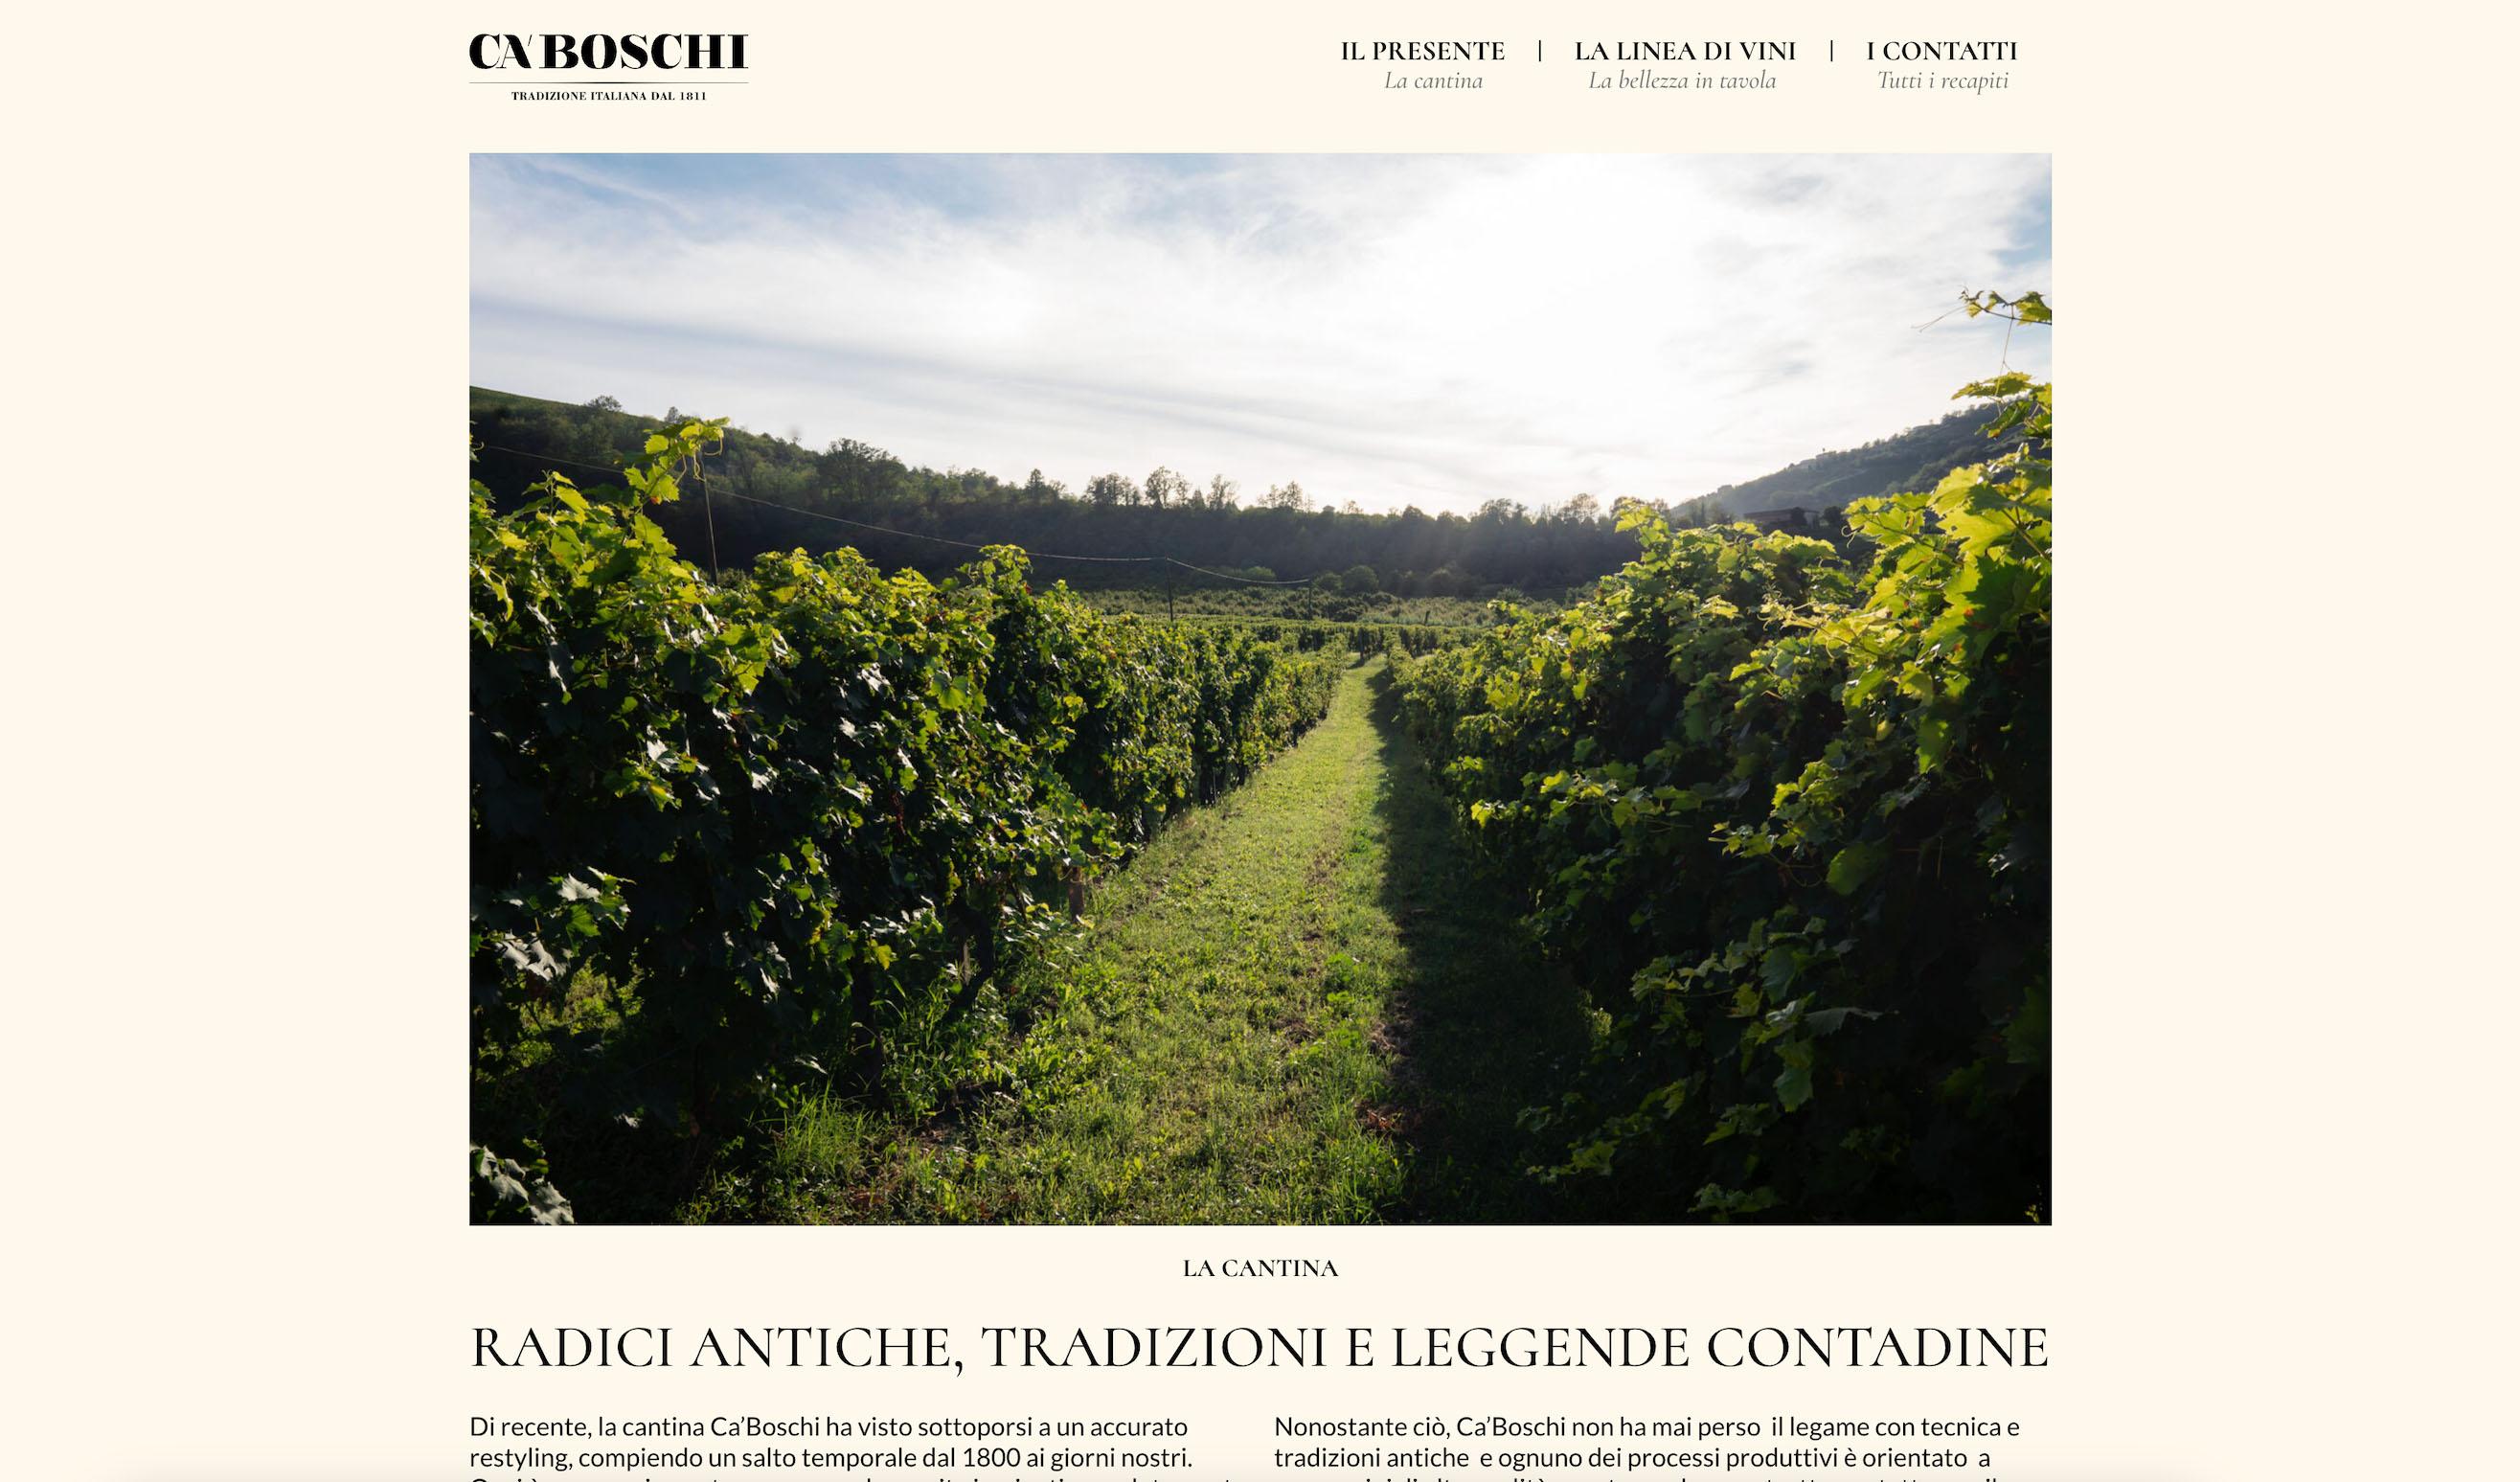 CA'BOSCHI
TRADIZIONE ITALIANA DAL 1811
IL PRESENTE | LA LINEA DI VINI | I CONTATTI
La cantina La bellezza in tavola Tutti i recapiti
LA CANTINA
RADICI ANTICHE, TRADIZIONI E LEGGENDE CONTADINE
Di recente, la cantina Ca’Boschi ha visto sottoporsi a un accurato
restyling, compiendo un salto temporale dal 1800 ai giorni nostri.
Nonostante ciò, Ca’Boschi non ha mai perso il legame con tecnica e
tradizioni antiche e ognuno dei processi produttivi è orientato a